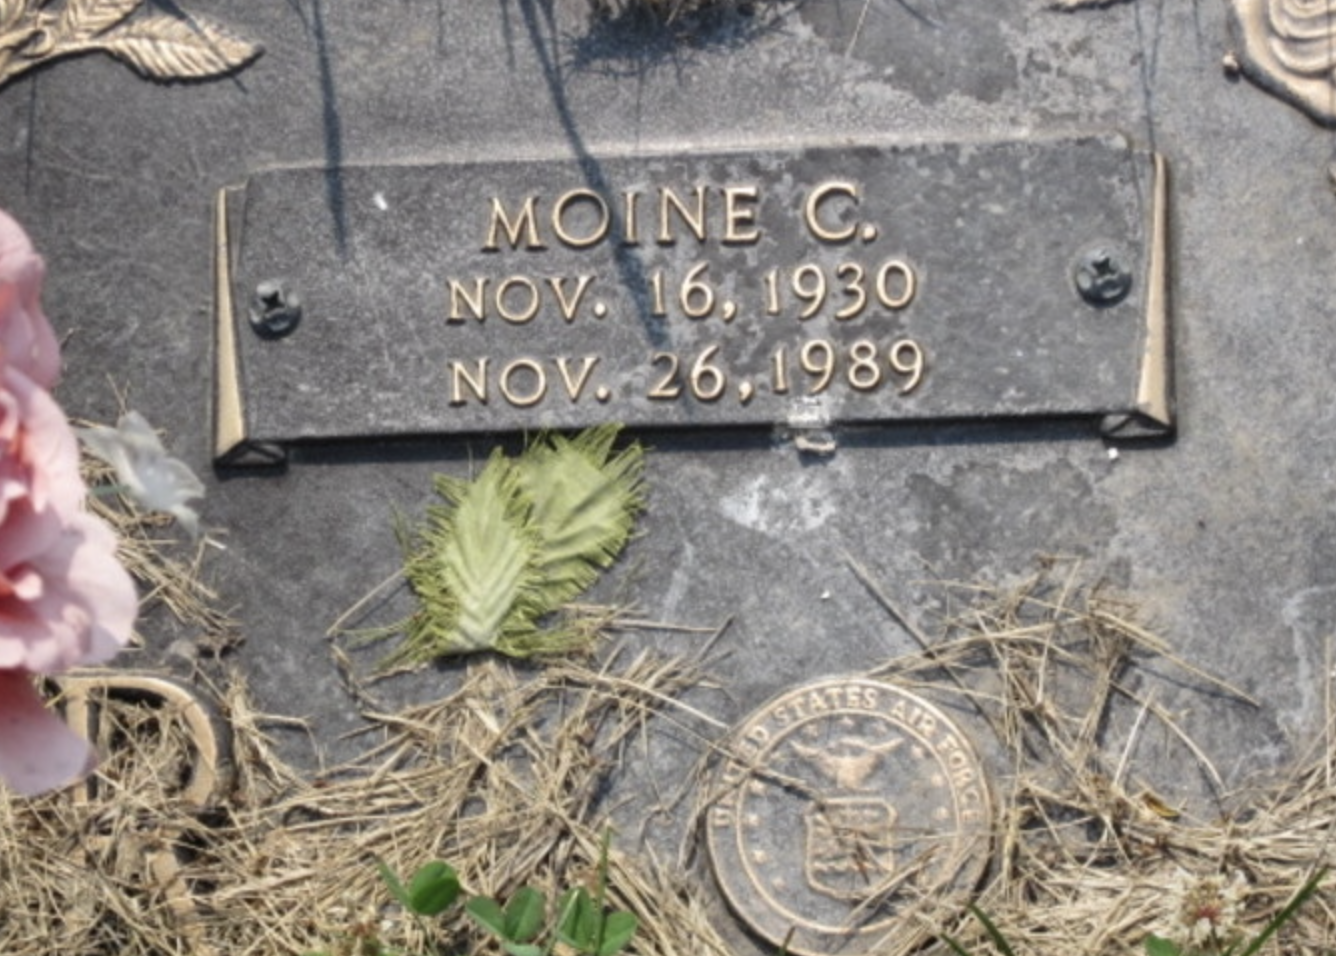 MOINE C.
NOV. 16, 1930
NOV. 26, 1989
UNITED STATES AIR FORCE